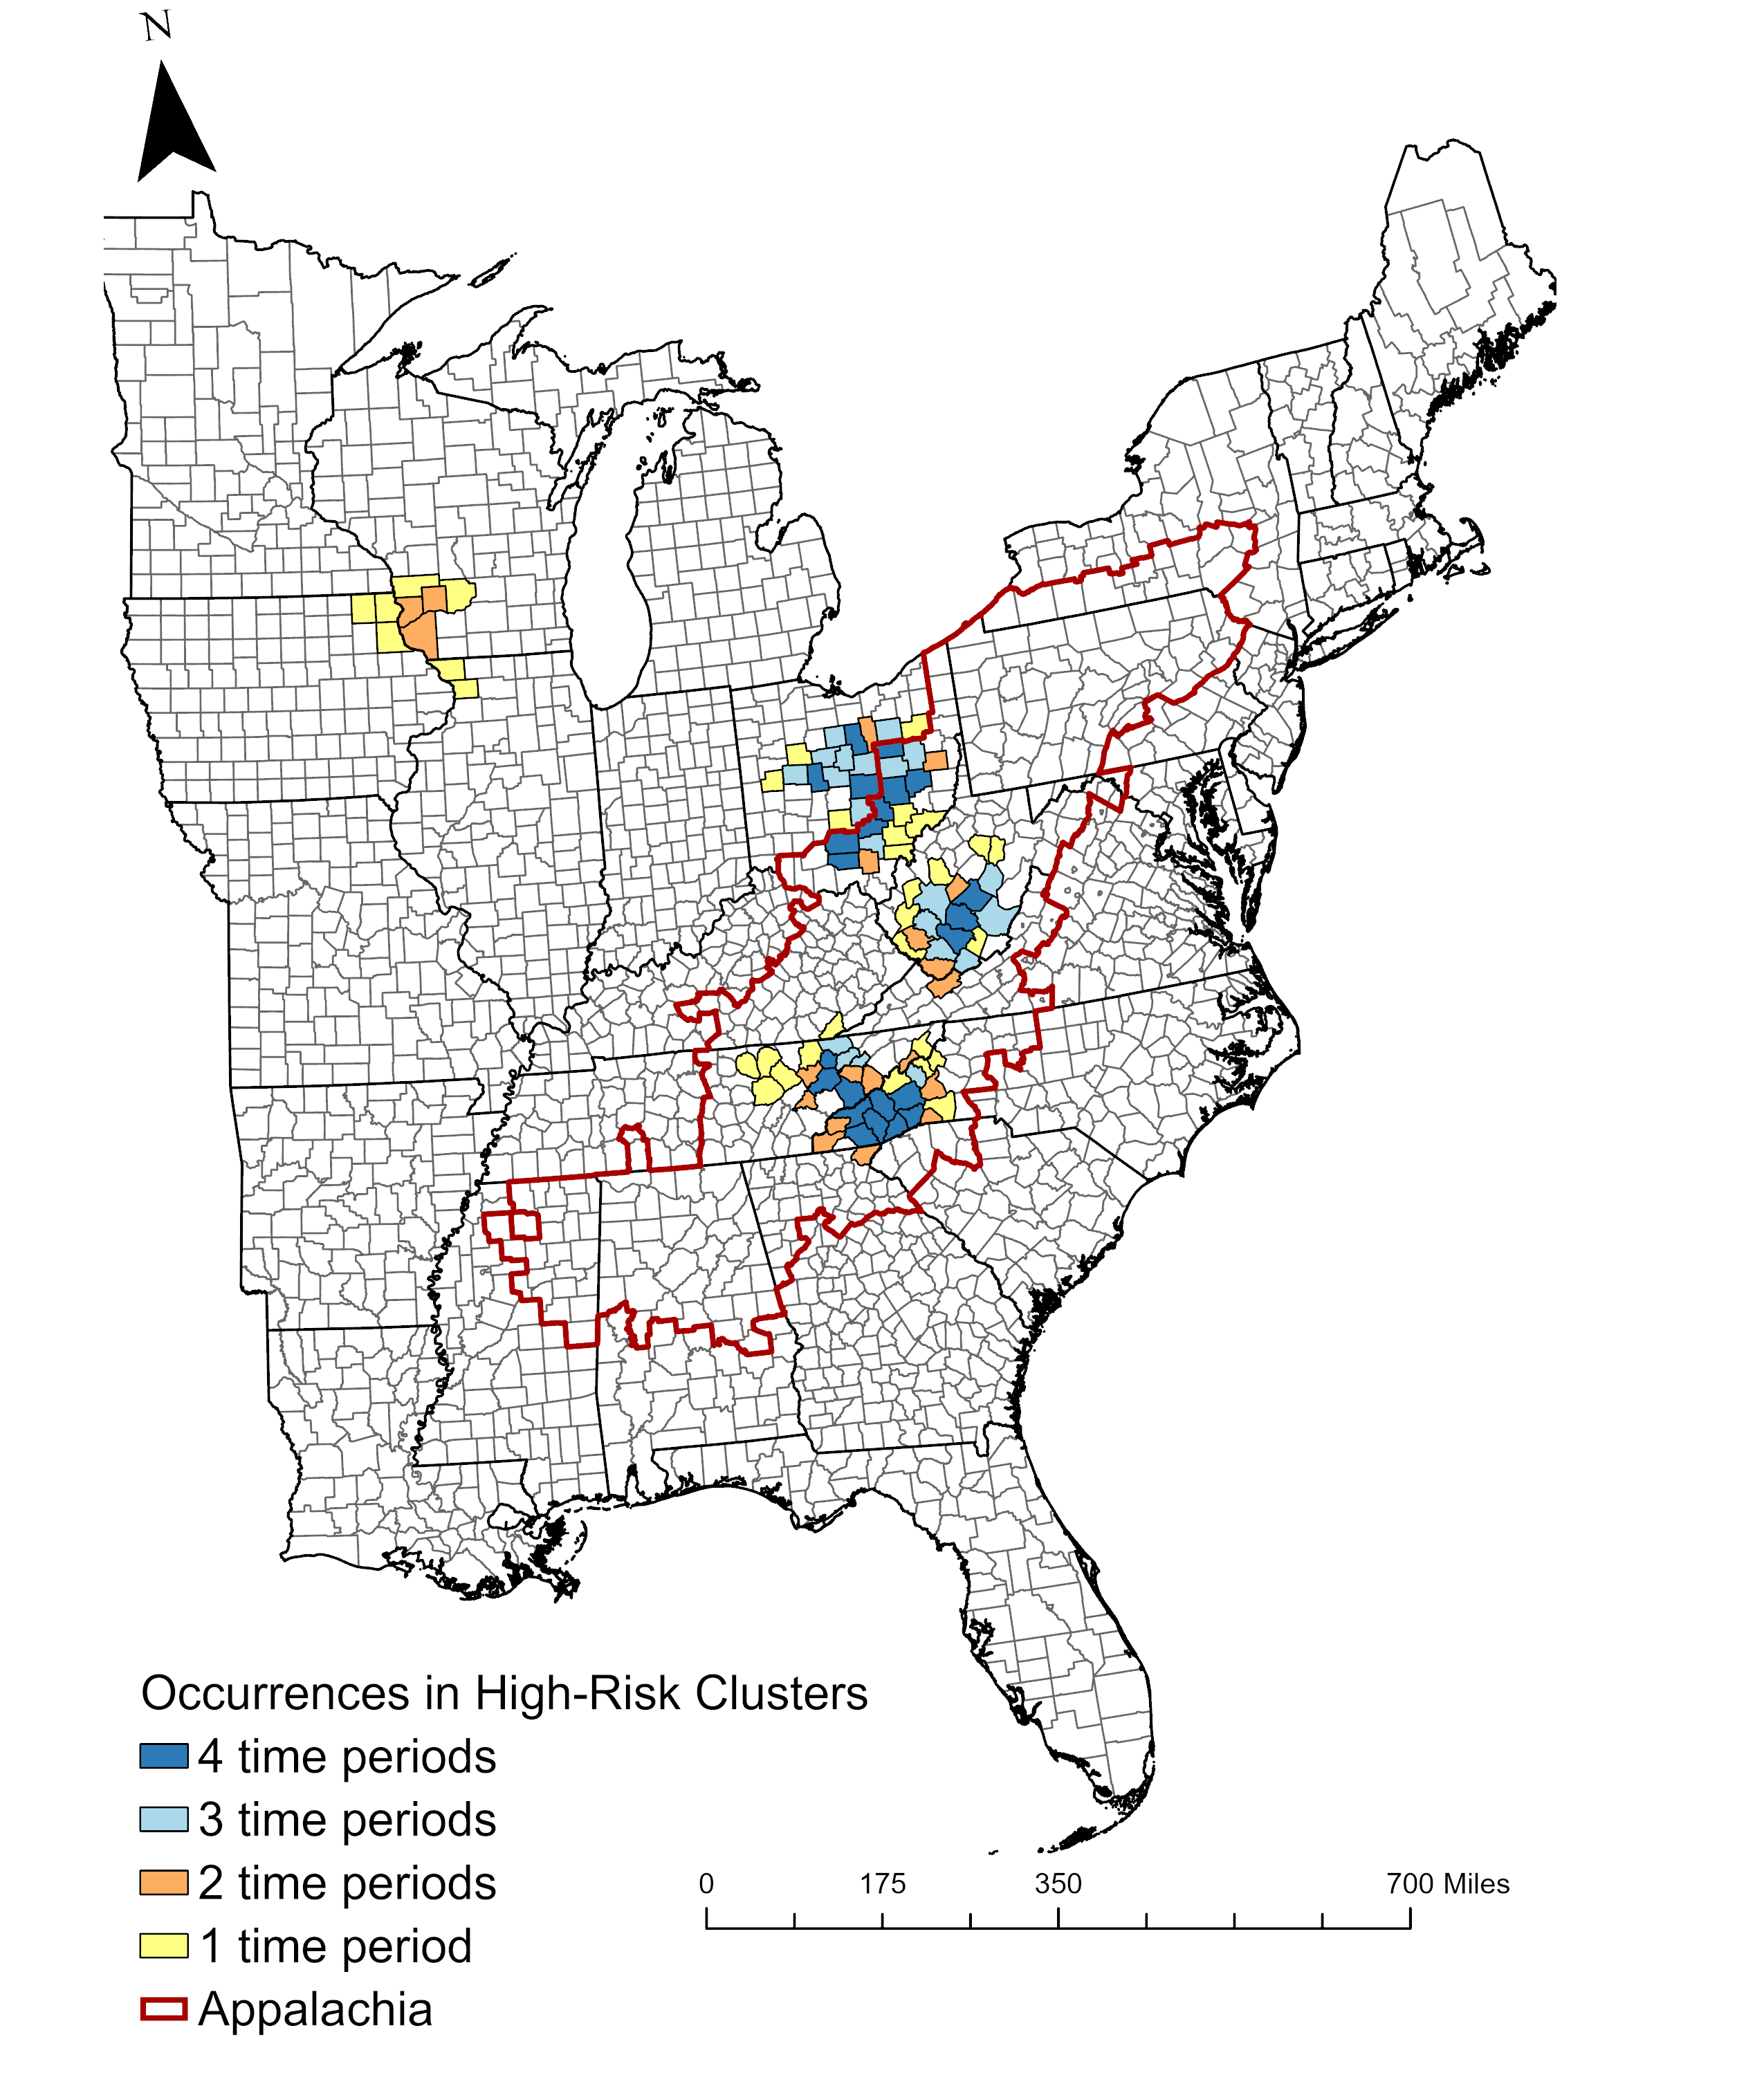 N
Occurrences in High-Risk Clusters
4 time periods
3 time periods
2 time periods
1 time period
Appalachia
0 175 350 700 Miles